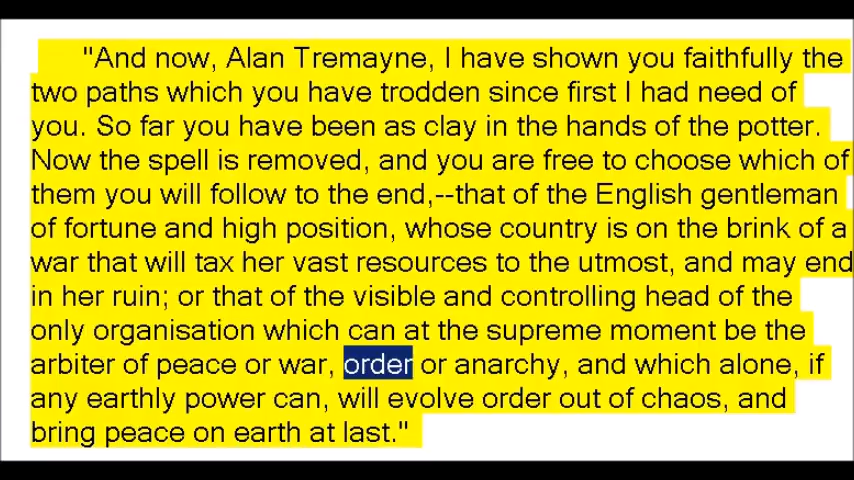 "And now, Alan Tremayne, I have shown you faithfully the
two paths which you have trodden since first I had need of
you. So far you have been as clay in the hands of the potter.
Now the spell is removed, and you are free to choose which of
them you will follow to the end,--that of the English gentleman
of fortune and high position, whose country is on the brink of a
war that will tax her vast resources to the utmost, and may end
in her ruin; or that of the visible and controlling head of the
only organisation which can at the supreme moment be the
arbiter of peace or war, order or anarchy, and which alone, if
any earthly power can, will evolve order out of chaos, and
bring peace on earth at last."